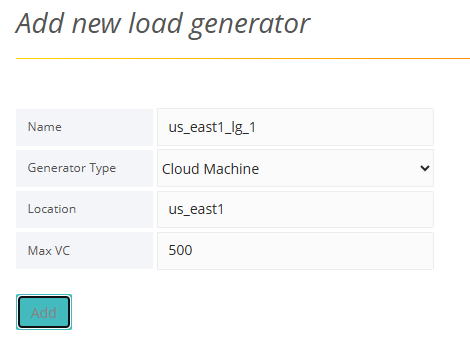 Add new load generator
Name us_east1_lg_1
Generator Type Cloud Machine
Location us_east1
Max VC 500
Add